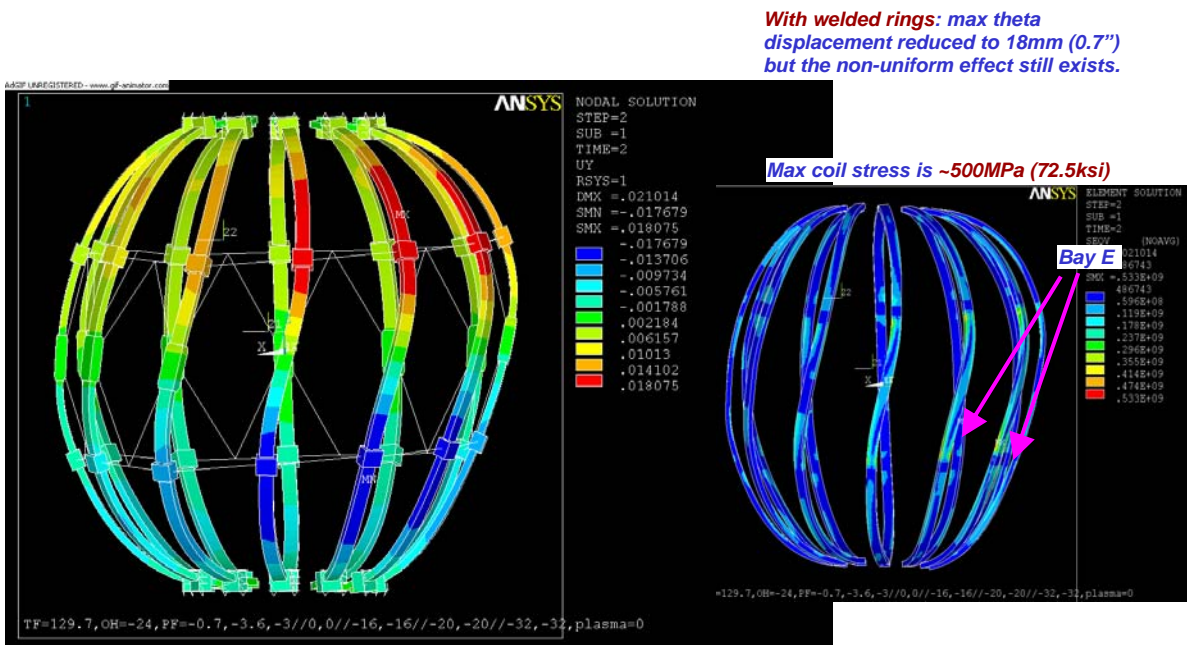 With welded rings: max theta
displacement reduced to 18mm (0.7”)
but the non-uniform effect still exists.
AdGIF UNREGISTERED - www.gif-animator.com
1
ANSYS
NODAL SOLUTION
STEP=2
SUB =1
TIME=2
UY
RSYS=1
DMX =.021014
SMN =-.017679
SMX =.018075
-.017679
-.013706
-.009734
-.005761
-.001788
.002184
.006157
.01013
.014102
.018075
MX
22
21
X
MN
TF=129.7,OH=-24,PF=-0.7,-3.6,-3//0,0//-16,-16//-20,-20//-32,-32,plasma=0
Max coil stress is ~500MPa (72.5ksi)
ANSYS
ELEMENT SOLUTION
STEP=2
SUB =1
TIME=2
SEQV (NOAVG)
Bay E
021014
86743
SMX =.533E+09
486743
.596E+08
.119E+09
.178E+09
.237E+09
.296E+09
.355E+09
.414E+09
.474E+09
.533E+09
22
21
X
=129.7,OH=-24,PF=-0.7,-3.6,-3//0,0//-16,-16//-20,-20//-32,-32,plasma=0